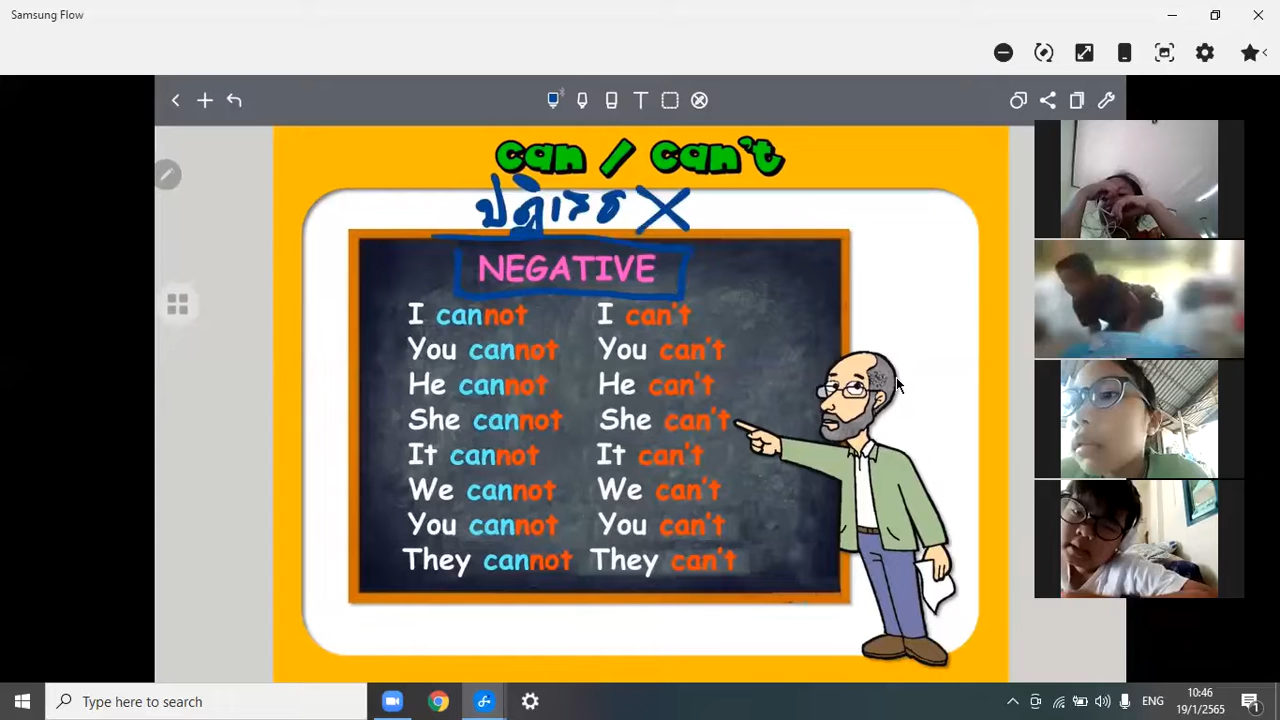 Samsung Flow
can / can't
ปฏิเสธ X
NEGATIVE
I cannot I can't
You cannot You can't
He cannot He can't
She cannot She can't
It cannot It can't
We cannot We can't
You cannot You can't
They cannot They can't
Type here to search
ENG
10:46
19/1/2565
1